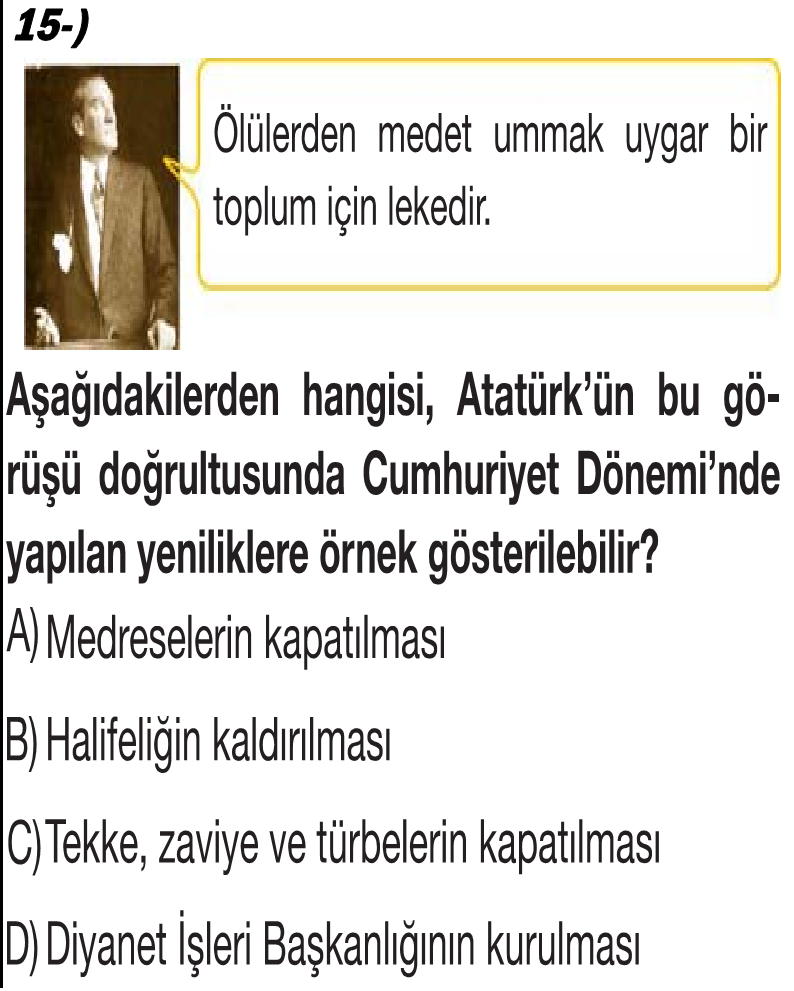 15-)
Ölülerden medet ummak uygar bir
toplum için lekedir.
Aşağıdakilerden hangisi, Atatürk’ün bu gö-
rüşü doğrultusunda Cumhuriyet Dönemi’nde
yapılan yeniliklere örnek gösterilebilir?
A) Medreselerin kapatılması
B) Halifeliğin kaldırılması
C) Tekke, zaviye ve türbelerin kapatılması
D) Diyanet İşleri Başkanlığının kurulması